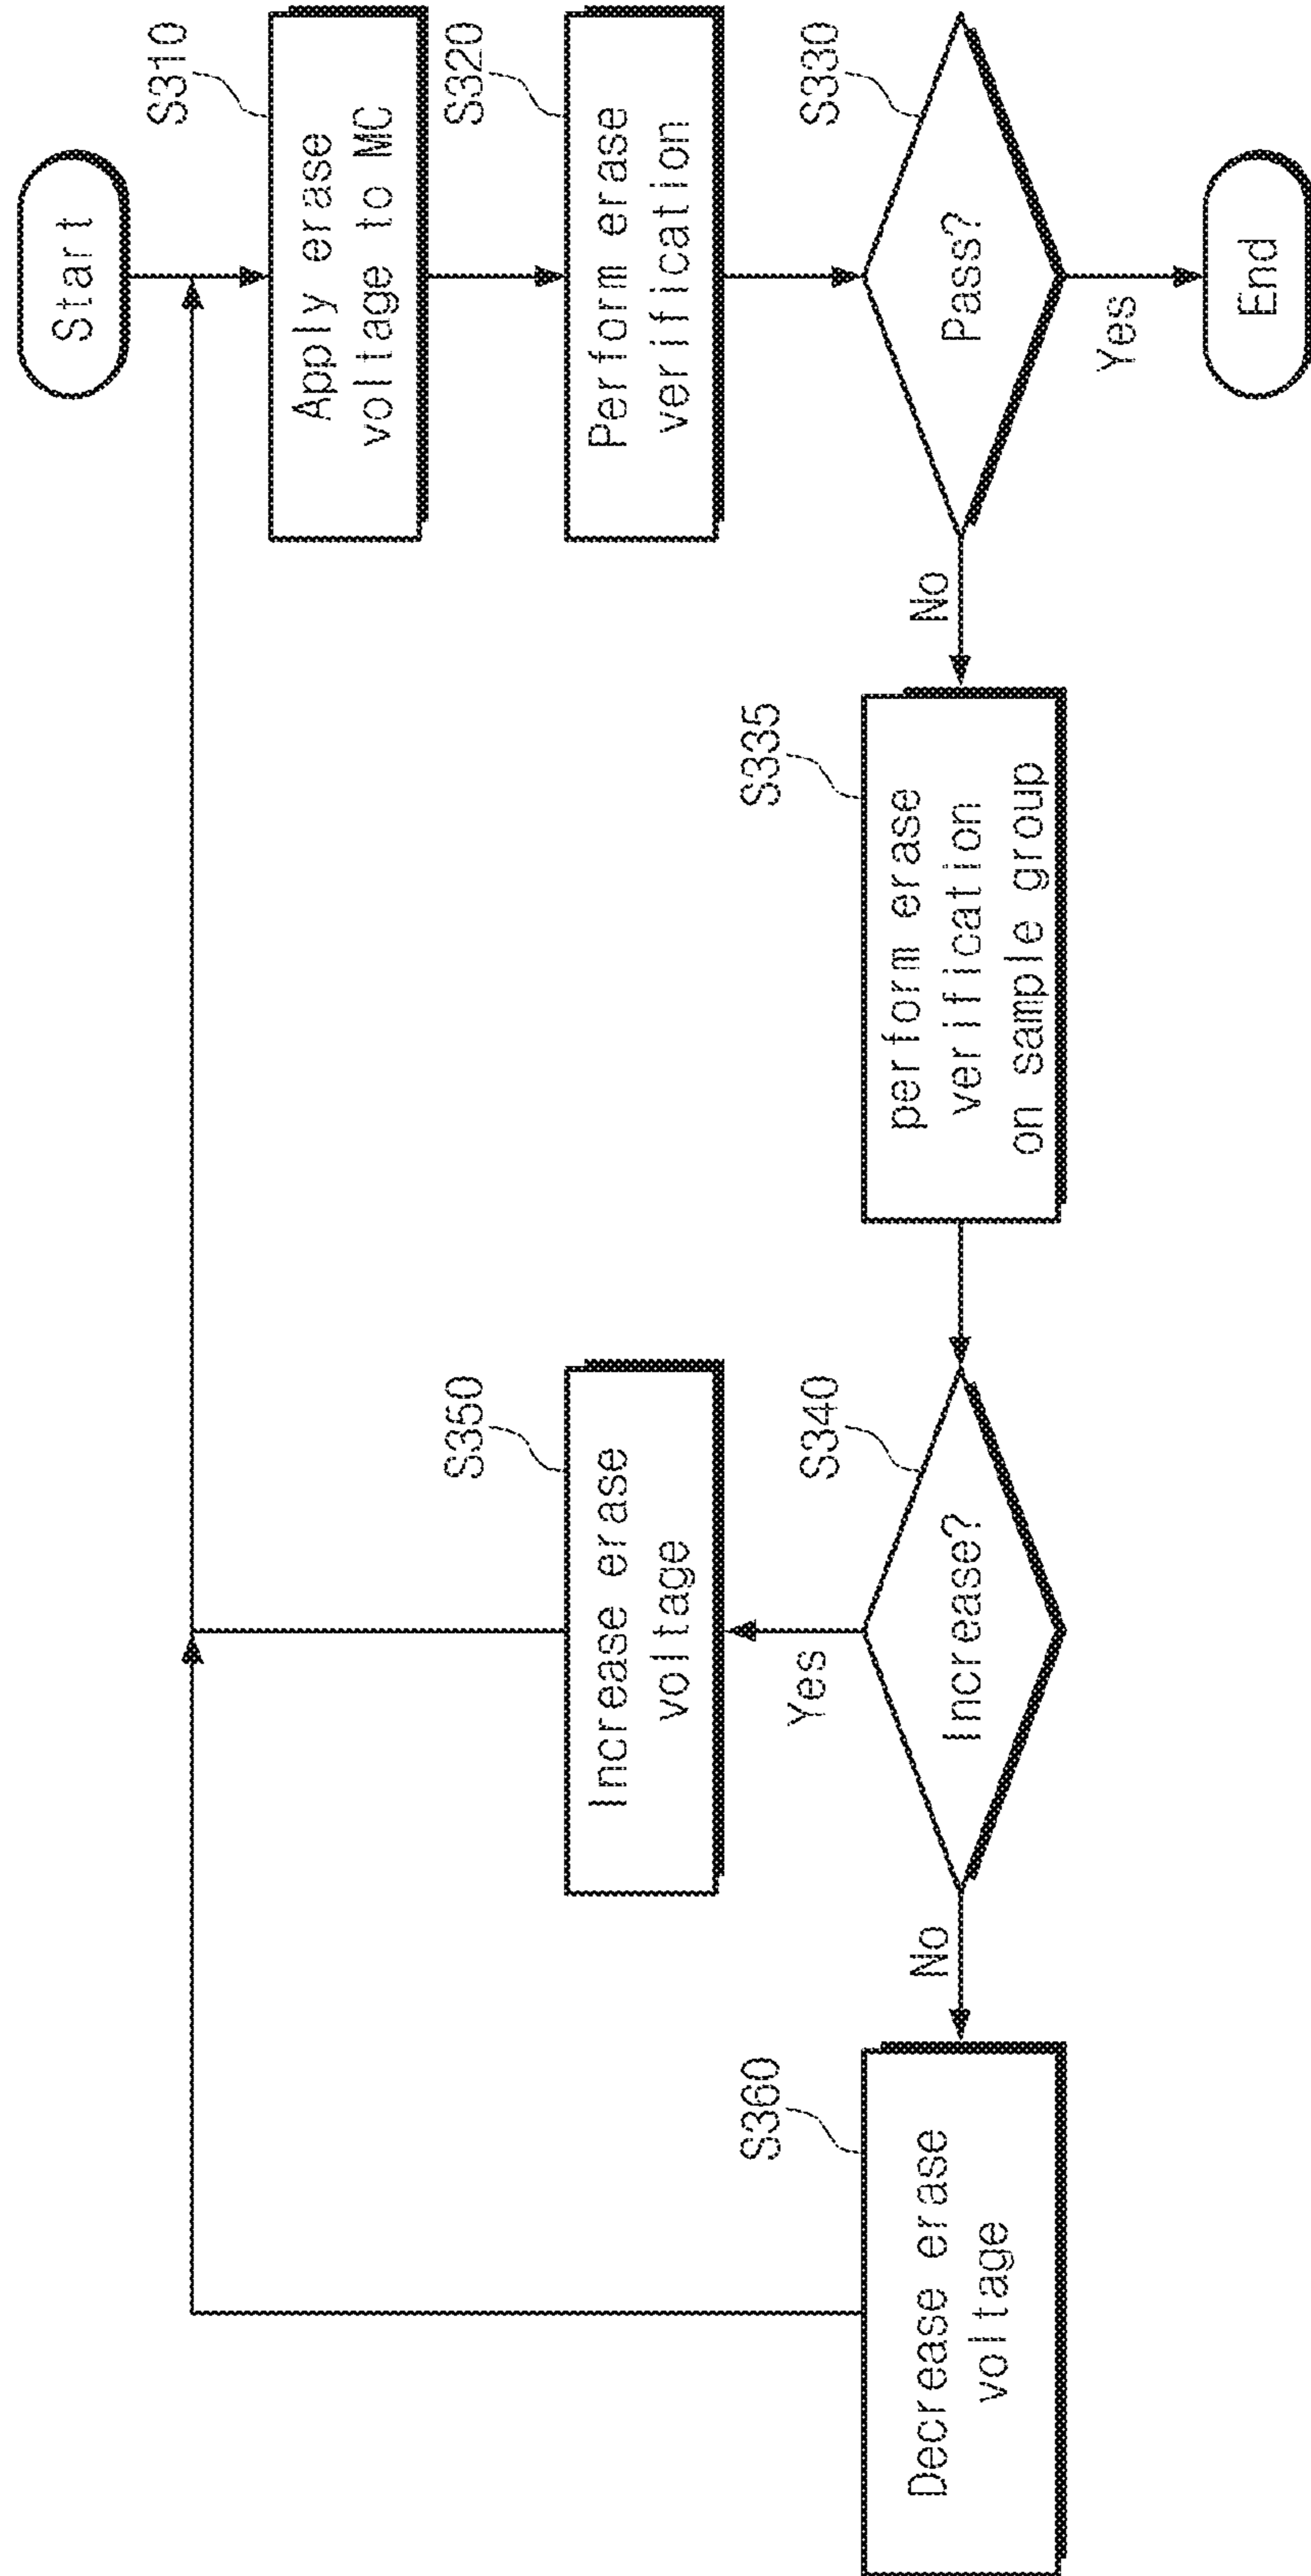 Start
S310
Apply erase
voltage to MC
S320
Perform erase
verification
S330
Pass?
Yes
End
No
S335
perform erase
verification
on sample group
S340
Increase?
Yes
S350
Increase erase
voltage
No
S360
Decrease erase
voltage